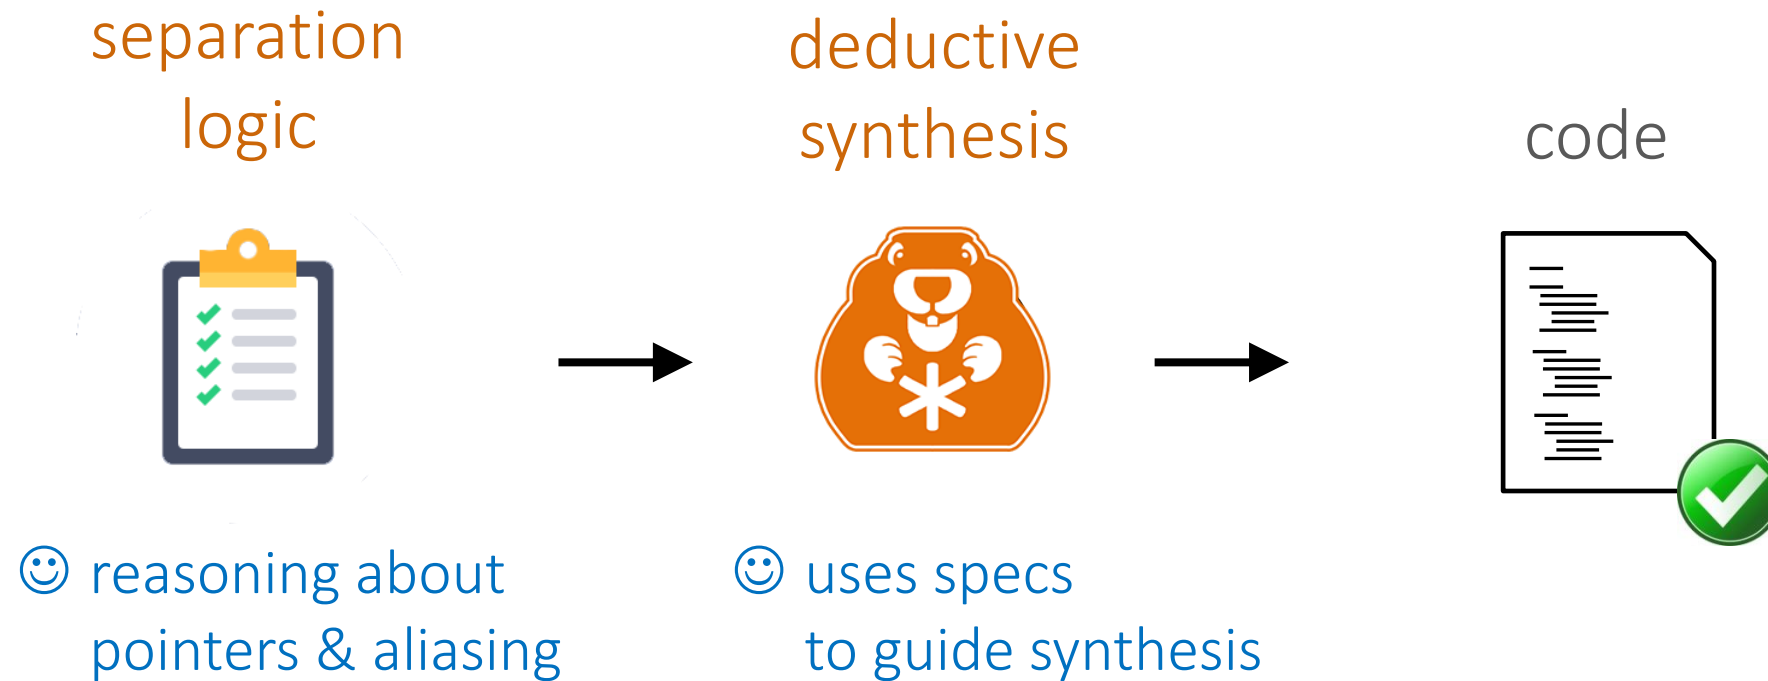 separation
logic
deductive
synthesis
code
reasoning about
pointers & aliasing
uses specs
to guide synthesis